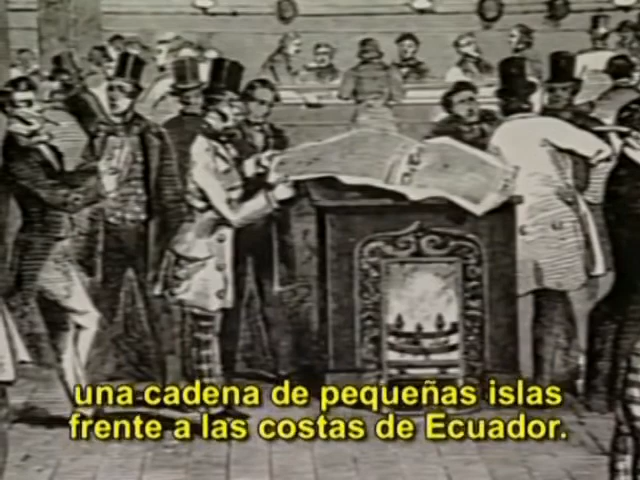 una cadena de pequeñas islas
frente a las costas de Ecuador.